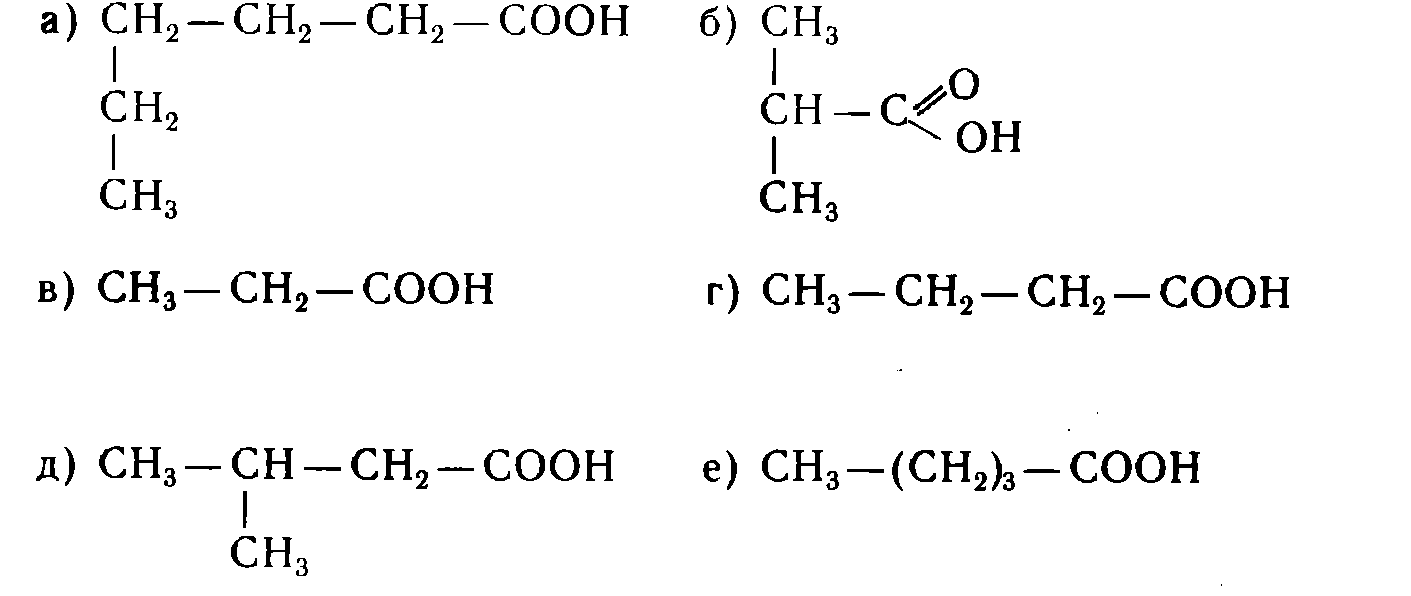 а) CH₂—CH₂—CH₂—COOH
CH₂
CH₃
б) CH₃
CH—C=O
OH
CH₃
в) CH₃—CH₂—COOH
г) CH₃—CH₂—CH₂—COOH
д) CH₃—CH—CH₂—COOH
CH₃
е) CH₃—(CH₂)₃—COOH